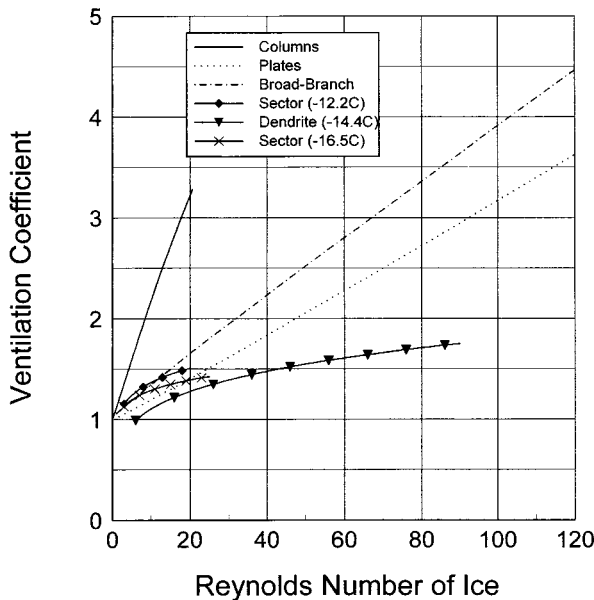 5
4
3
2
1
0
Ventilation Coefficient
Columns
Plates
Broad-Branch
Sector (-12.2C)
Dendrite (-14.4C)
Sector (-16.5C)
0 20 40 60 80 100 120
Reynolds Number of Ice